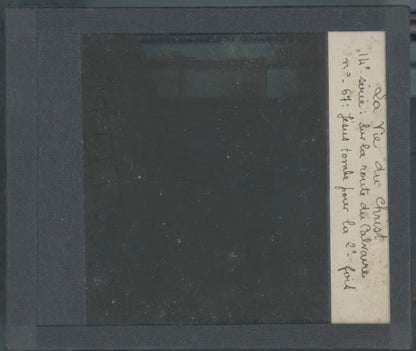 La Vie du Christ
14e série : Sur la route du Calvaire
n° - 67 : Jésus tombe pour la 2e fois